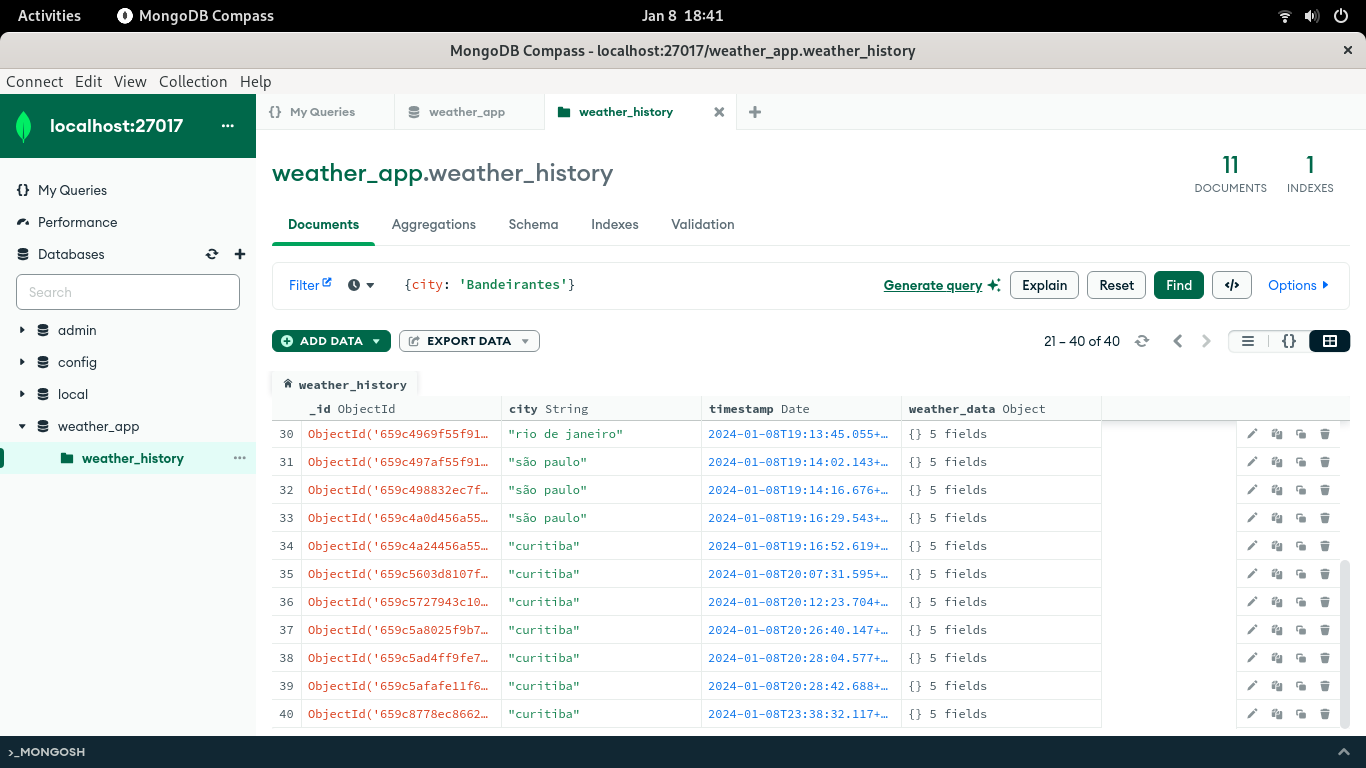 Activities MongoDB Compass Jan 8 18:41
MongoDB Compass - localhost:27017/weather_app.weather_history
Connect Edit View Collection Help
localhost:27017 ...
My Queries weather_app weather_history
weather_app.weather_history
11 1
DOCUMENTS INDEXES
My Queries
Performance
Databases
Search
admin
config
local
weather_app
weather_history ...
Documents Aggregations Schema Indexes Validation
Filter {city: 'Bandeirantes'} Generate query Explain Reset Find </> Options
ADD DATA EXPORT DATA 21 – 40 of 40 {}
weather_history
_id ObjectId city String timestamp Date weather_data Object
30 ObjectId('659c4969f55f91… "rio de janeiro" 2024-01-08T19:13:45.055+… {} 5 fields
31 ObjectId('659c497af55f91… "são paulo" 2024-01-08T19:14:02.143+… {} 5 fields
32 ObjectId('659c498832ec7f… "são paulo" 2024-01-08T19:14:16.676+… {} 5 fields
33 ObjectId('659c4a0d456a55… "são paulo" 2024-01-08T19:16:29.543+… {} 5 fields
34 ObjectId('659c4a24456a55… "curitiba" 2024-01-08T19:16:52.619+… {} 5 fields
35 ObjectId('659c5603d8107f… "curitiba" 2024-01-08T20:07:31.595+… {} 5 fields
36 ObjectId('659c5727943c10… "curitiba" 2024-01-08T20:12:23.704+… {} 5 fields
37 ObjectId('659c5a8025f9b7… "curitiba" 2024-01-08T20:26:40.147+… {} 5 fields
38 ObjectId('659c5ad4ff9fe7… "curitiba" 2024-01-08T20:28:04.577+… {} 5 fields
39 ObjectId('659c5afafe11f6… "curitiba" 2024-01-08T20:28:42.688+… {} 5 fields
40 ObjectId('659c8778ec8662… "curitiba" 2024-01-08T23:38:32.117+… {} 5 fields
>_MONGOSH